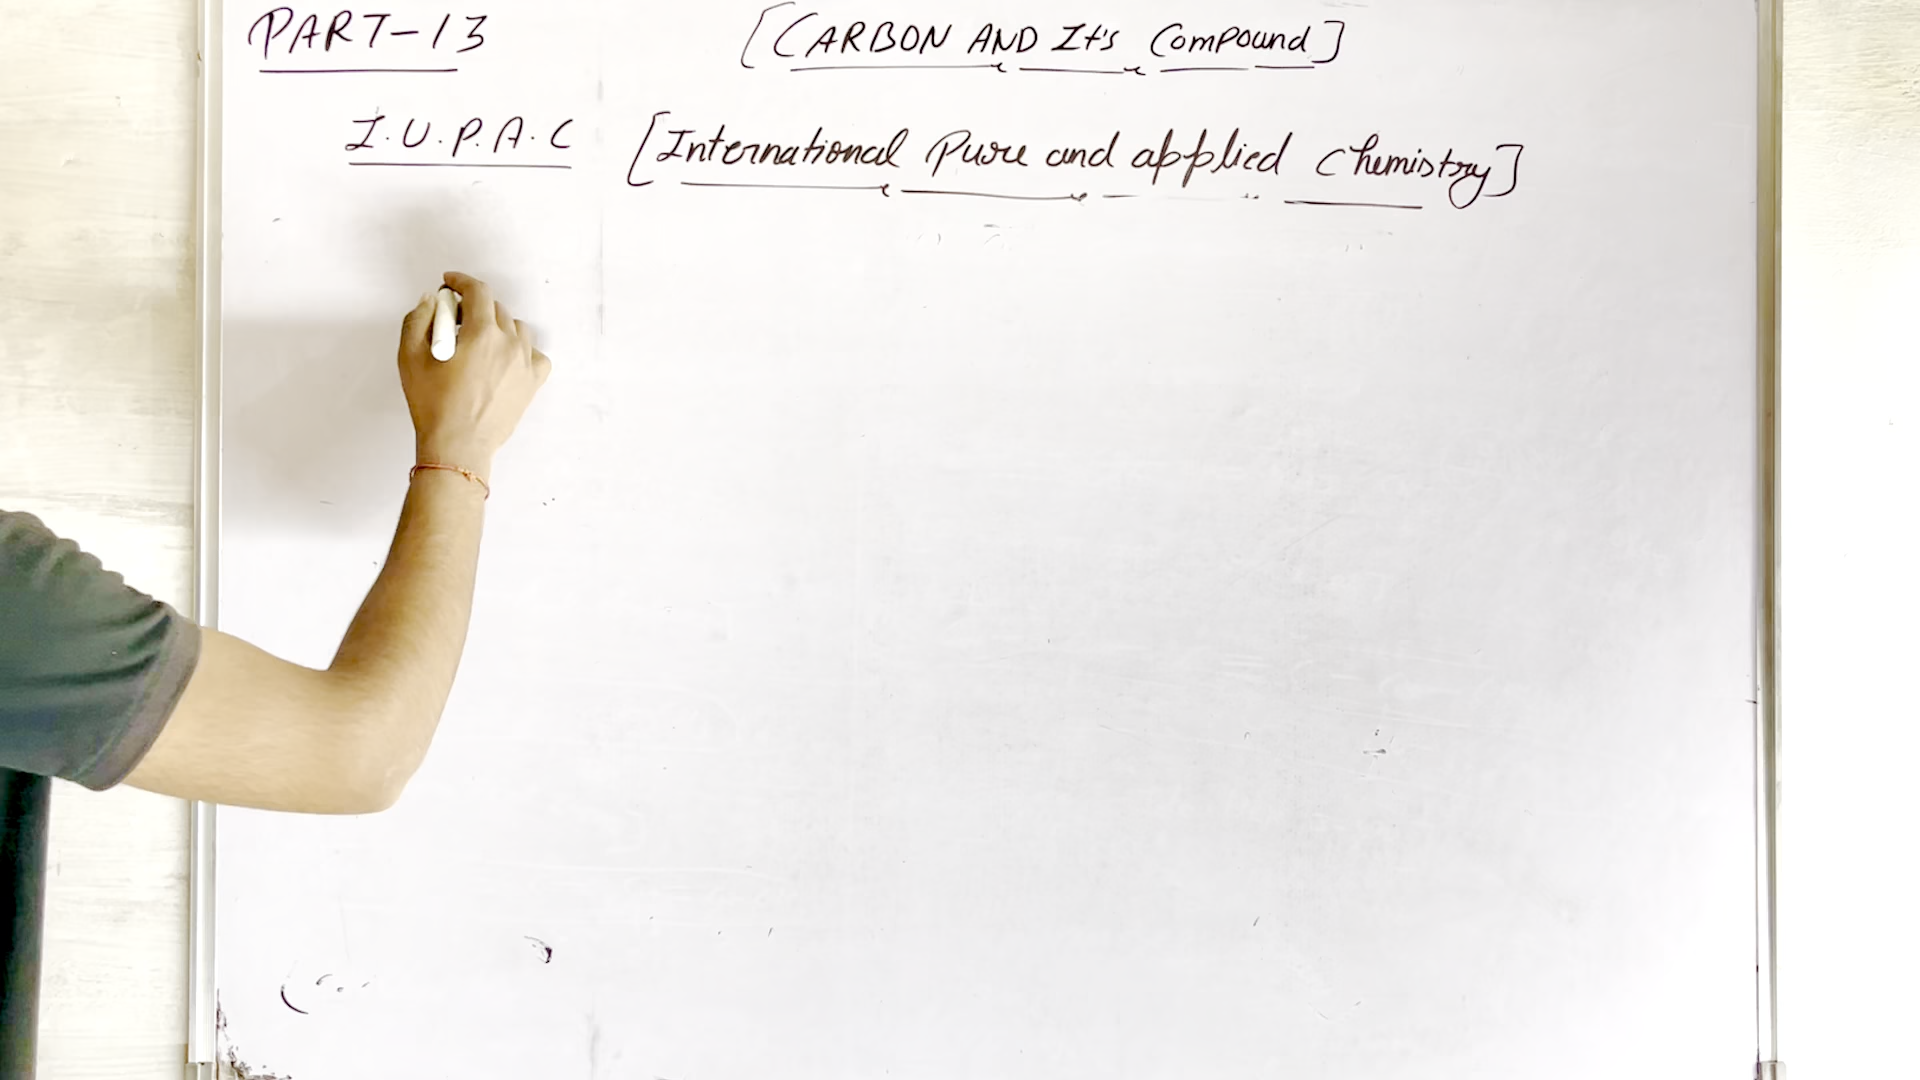 PART-13 [CARBON AND It's Compound]
I.U.P.A.C [International Pure and applied Chemistry]